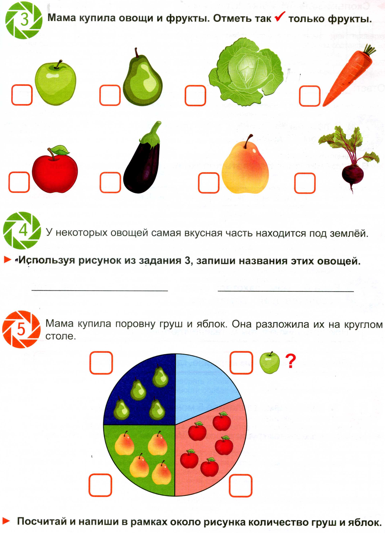 3
Мама купила овощи и фрукты. Отметь так ✓ только фрукты.
4
У некоторых овощей самая вкусная часть находится под землёй.
Используя рисунок из задания 3, запиши названия этих овощей.
5
Мама купила поровну груш и яблок. Она разложила их на круглом
столе.
?
Посчитай и напиши в рамках около рисунка количество груш и яблок.